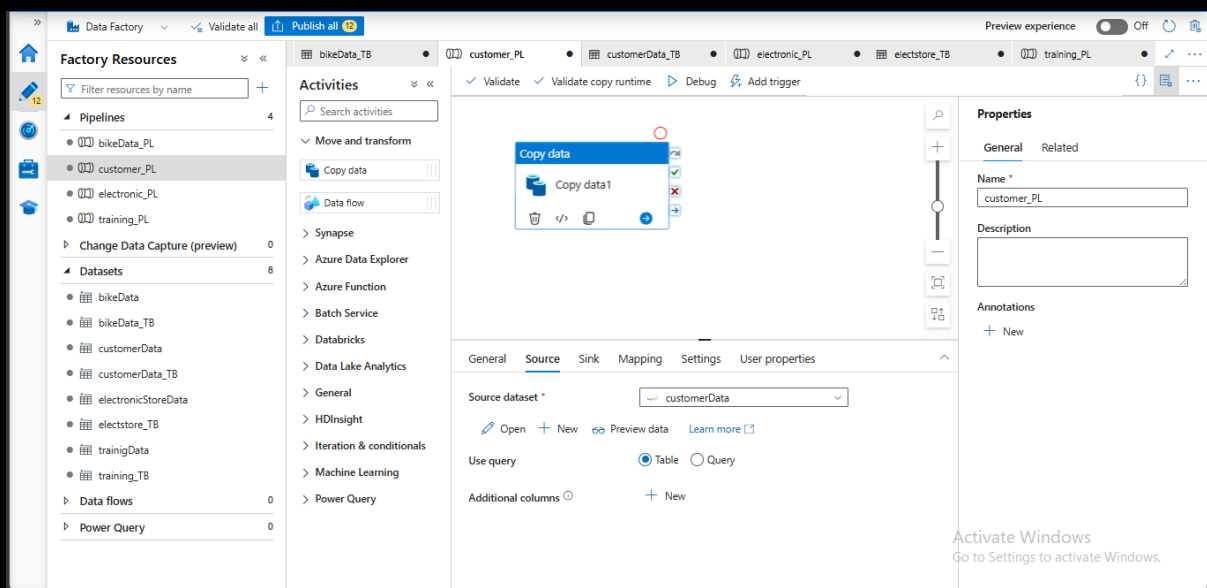 »
Data Factory
Validate all
Publish all 12
Preview experience
Off
12
Factory Resources
Filter resources by name
Pipelines 4
bikeData_PL
customer_PL
electronic_PL
training_PL
Change Data Capture (preview) 0
Datasets 8
bikeData
bikeData_TB
customerData
customerData_TB
electronicStoreData
electstore_TB
trainigData
training_TB
Data flows 0
Power Query 0
bikeData_TB
customer_PL
customerData_TB
electronic_PL
electstore_TB
training_PL
Activities
Search activities
Move and transform
Copy data
Data flow
Synapse
Azure Data Explorer
Azure Function
Batch Service
Databricks
Data Lake Analytics
General
HDInsight
Iteration & conditionals
Machine Learning
Power Query
Validate
Validate copy runtime
Debug
Add trigger
{}
Copy data
Copy data1
General
Source
Sink
Mapping
Settings
User properties
Source dataset *
customerData
Open
New
Preview data
Learn more
Use query
Table
Query
Additional columns
New
Properties
General
Related
Name *
customer_PL
Description
Annotations
New
Activate Windows
Go to Settings to activate Windows.